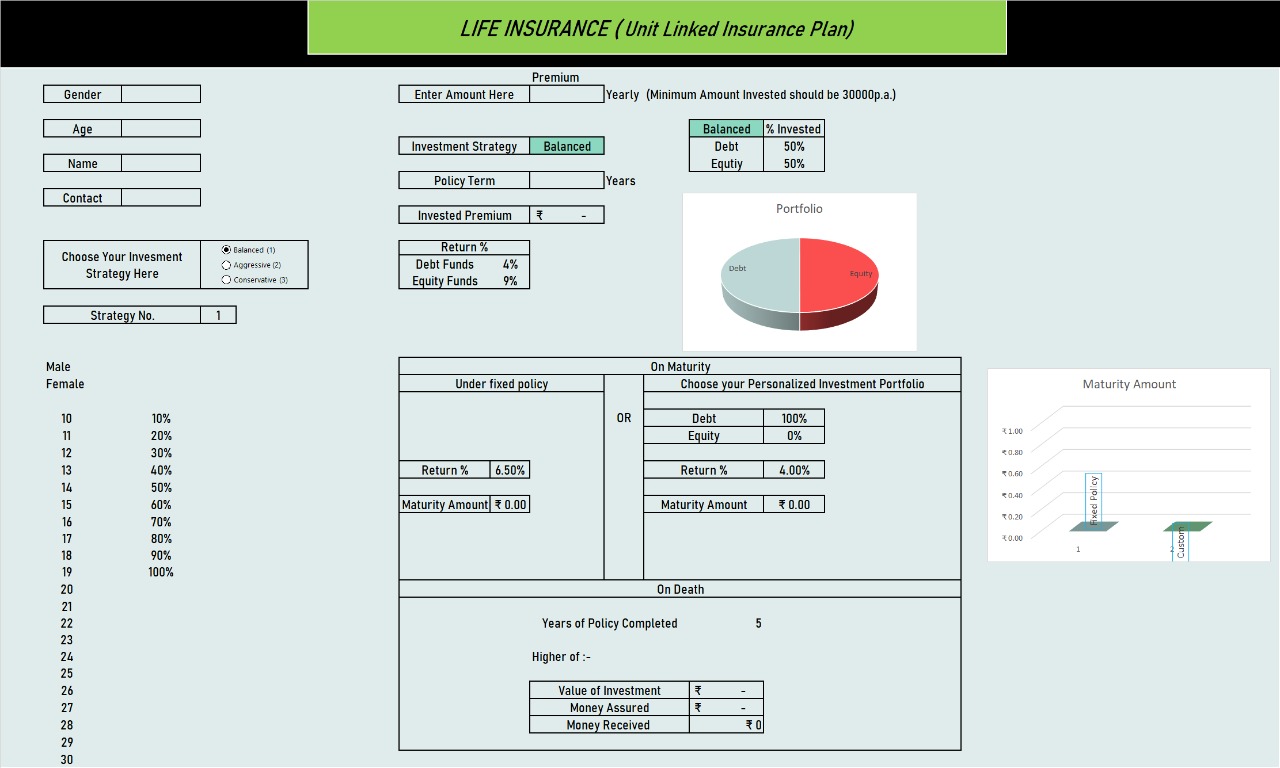 LIFE INSURANCE ( Unit Linked Insurance Plan)
Premium
Gender
Enter Amount Here
Yearly (Minimum Amount Invested should be 30000p.a.)
Age
Balanced % Invested
Investment Strategy Balanced
Debt 50%
Name
Equtiy 50%
Policy Term Years
Contact
Invested Premium ₹ -
Portfolio
Debt
Equity
Choose Your Invesment
Strategy Here
Balanced (1)
Aggressive (2)
Conservative (3)
Return %
Debt Funds 4%
Equity Funds 9%
Strategy No. 1
Male
Female
10 10%
11 20%
12 30%
13 40%
14 50%
15 60%
16 70%
17 80%
18 90%
19 100%
20
21
22
23
24
25
26
27
28
29
30
On Maturity
Under fixed policy
Return % 6.50%
Maturity Amount ₹ 0.00
OR
Choose your Personalized Investment Portfolio
Debt 100%
Equity 0%
Return % 4.00%
Maturity Amount ₹ 0.00
On Death
Years of Policy Completed 5
Higher of :-
Value of Investment ₹ -
Money Assured ₹ -
Money Received ₹ 0
Maturity Amount
₹ 1.00
₹ 0.80
₹ 0.60
₹ 0.40
₹ 0.20
₹ 0.00
Fixed Policy
Custom
1
2